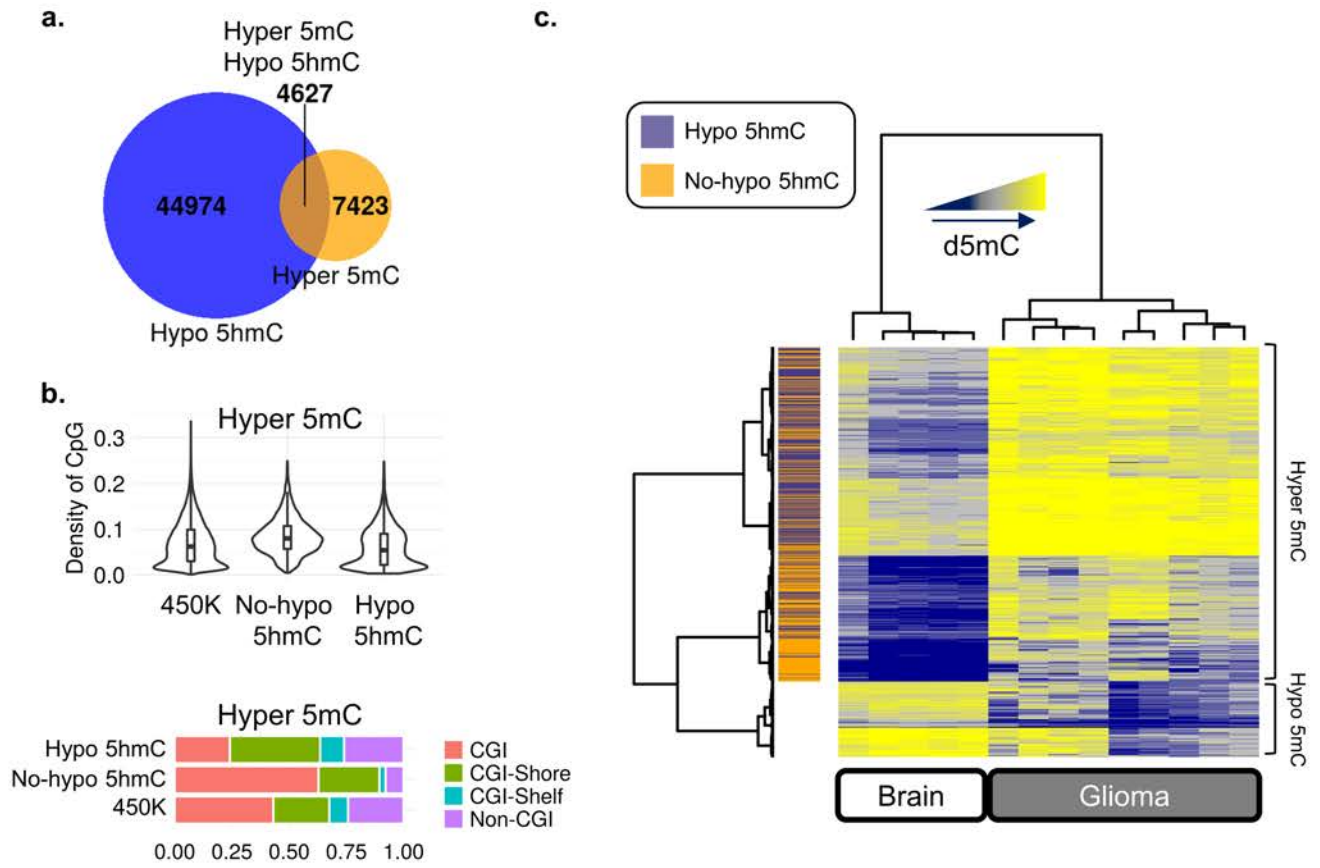 a.
Hyper 5mC
Hypo 5hmC
4627
44974
7423
Hyper 5mC
Hypo 5hmC
b.
Hyper 5mC
Density of CpG
0.3
0.2
0.1
0.0
450K
No-hypo
5hmC
Hypo
5hmC
Hyper 5mC
Hypo 5hmC
No-hypo 5hmC
450K
0.00 0.25 0.50 0.75 1.00
CGI
CGI-Shore
CGI-Shelf
Non-CGI
c.
Hypo 5hmC
No-hypo 5hmC
d5mC
Hyper 5mC
Hypo 5mC
Brain
Glioma